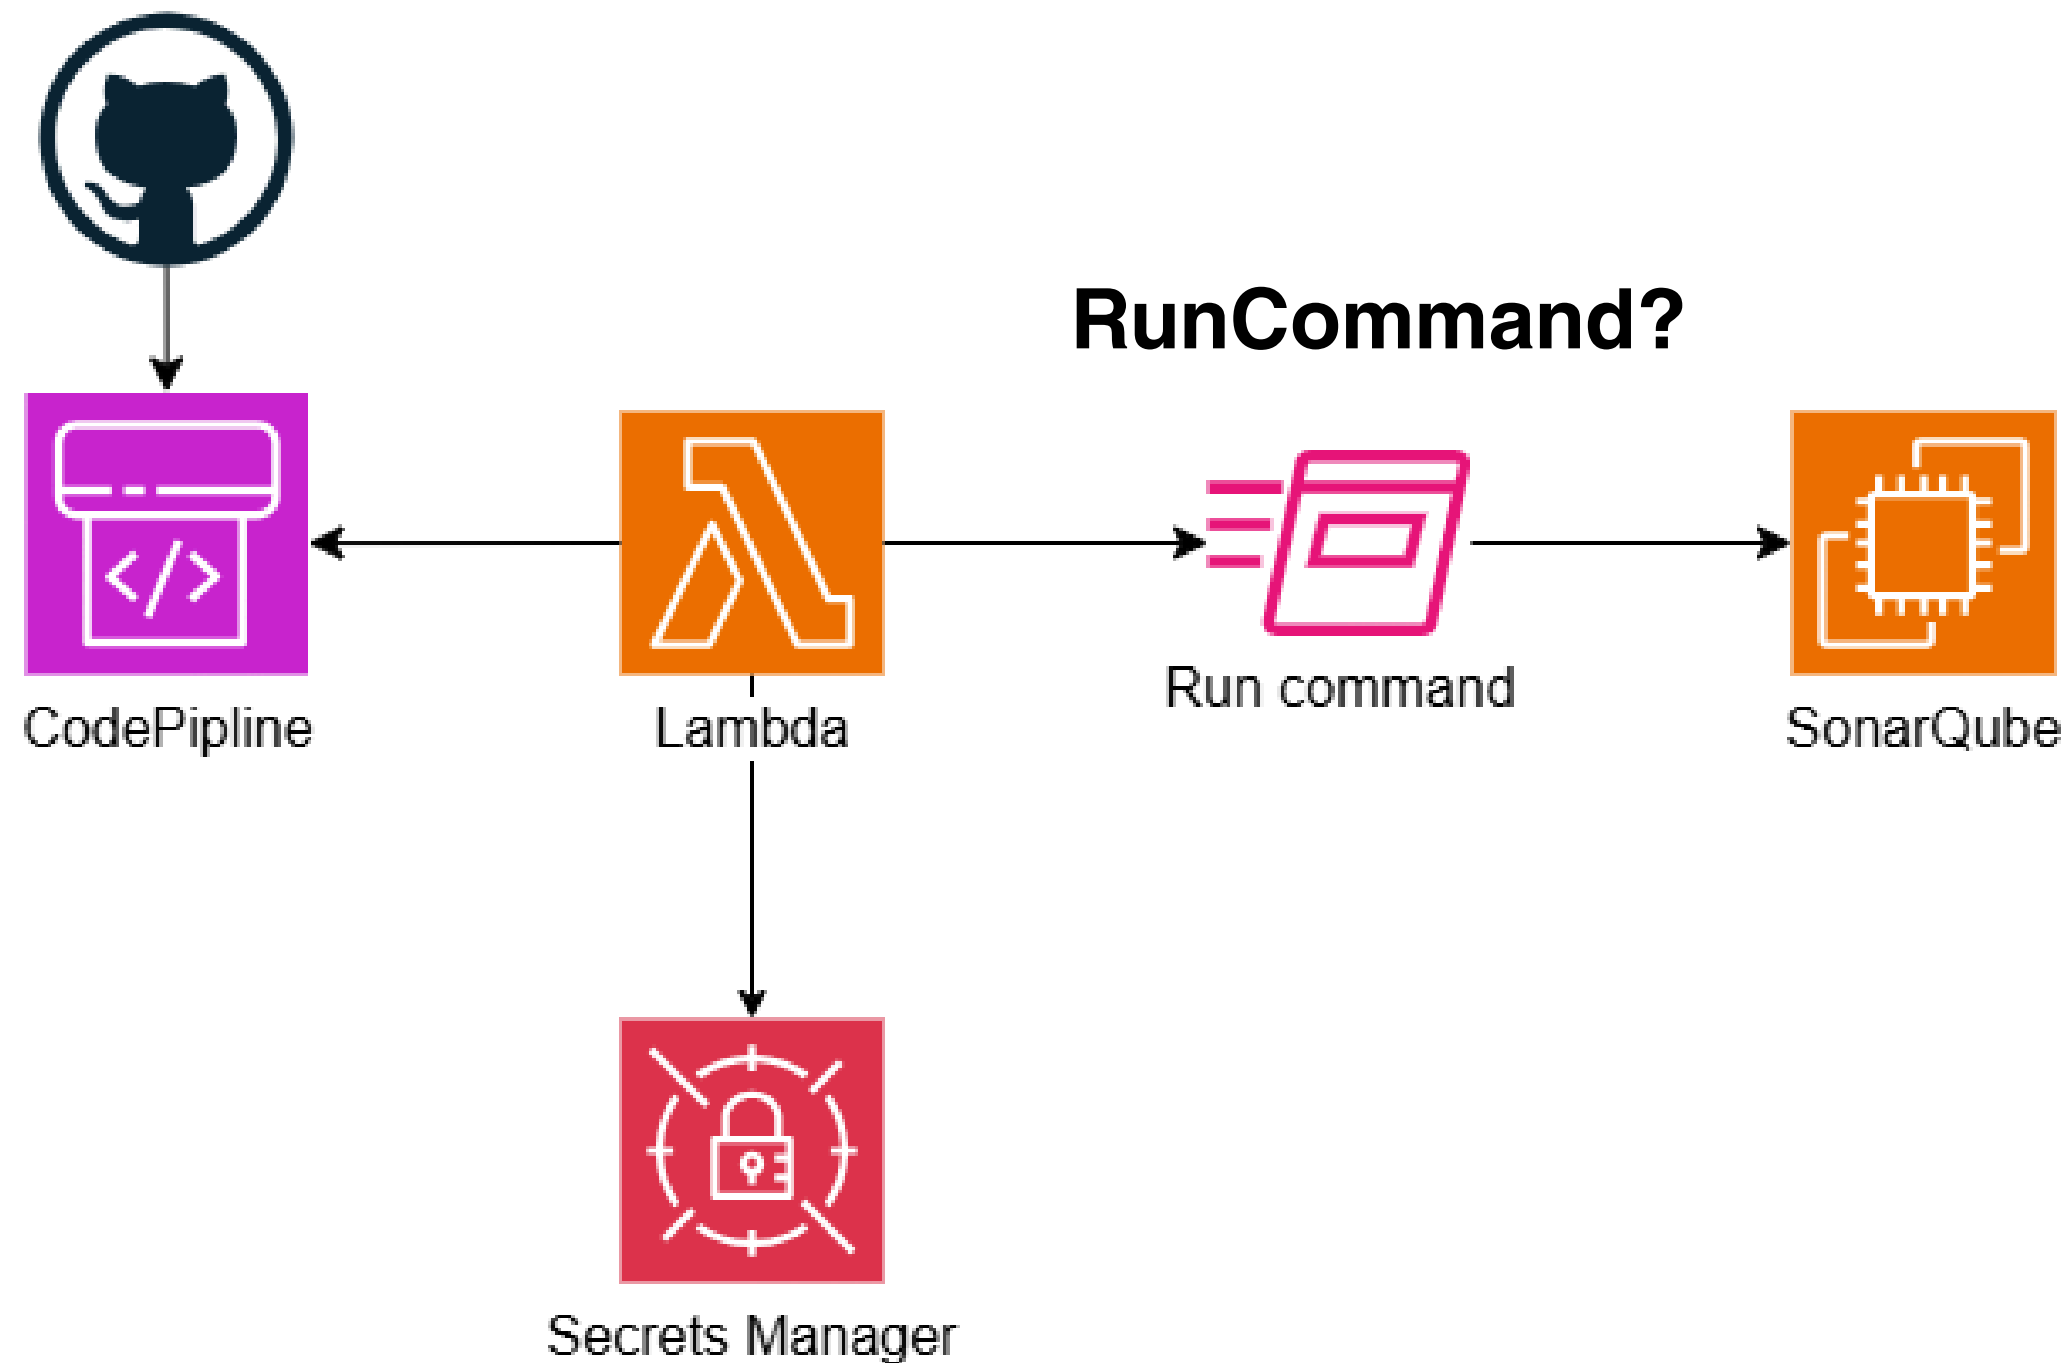 RunCommand?
Run command
CodePipline
Lambda
SonarQube
Secrets Manager